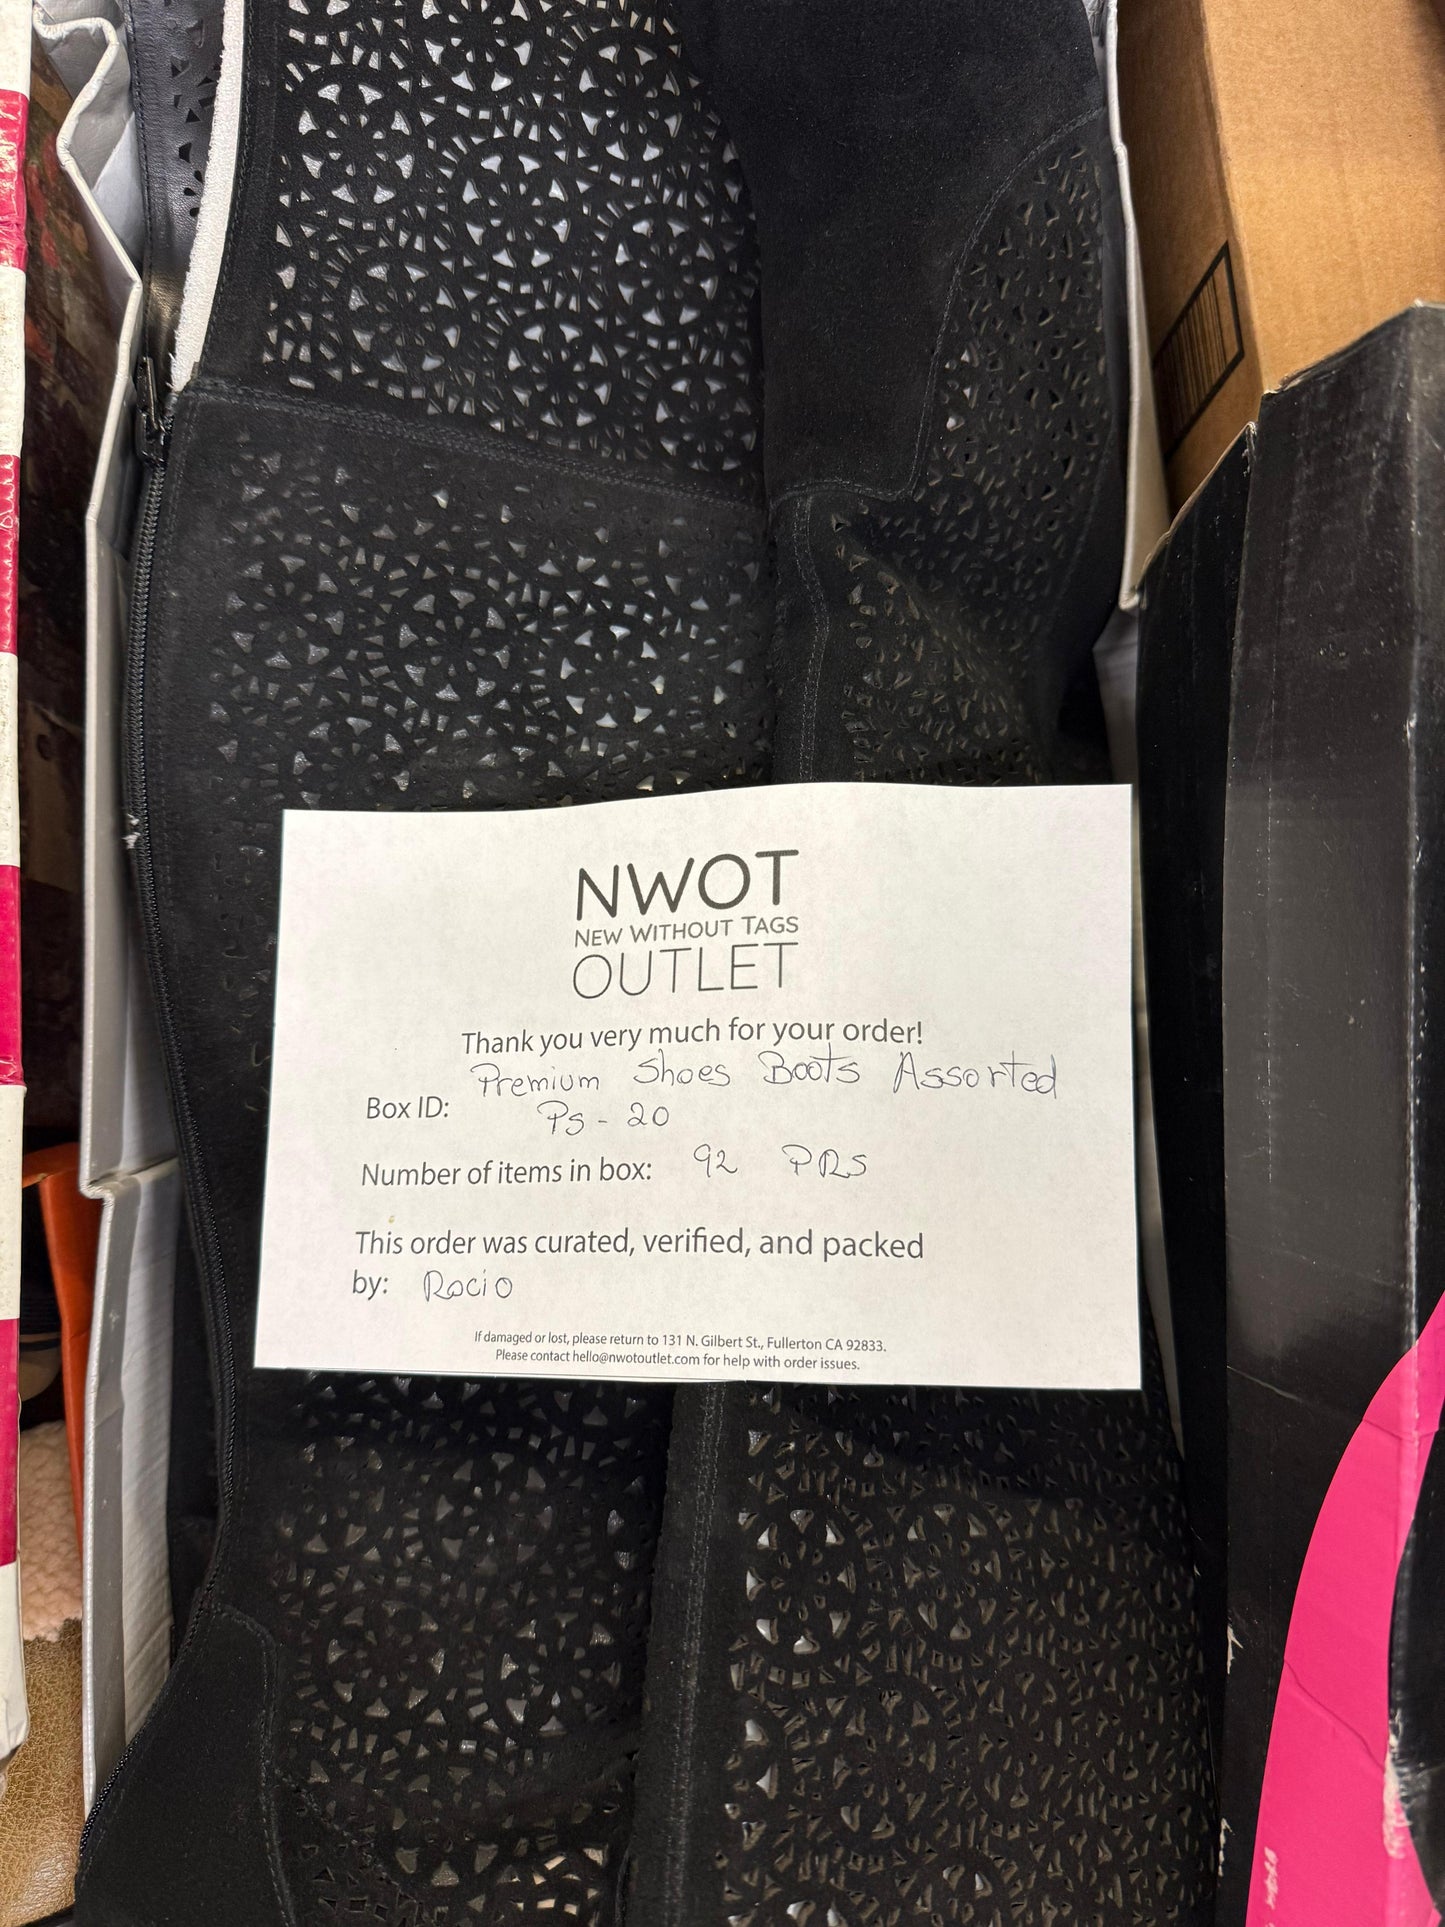 NWOT
NEW WITHOUT TAGS
OUTLET
Thank you very much for your order!
Premium Shoes Boots Assorted
Box ID: PS - 20
Number of items in box: 92 PRS
This order was curated, verified, and packed
by: Rocio
If damaged or lost, please return to 131 N. Gilbert St., Fullerton CA 92833.
Please contact hello@nwotoutlet.com for help with order issues.